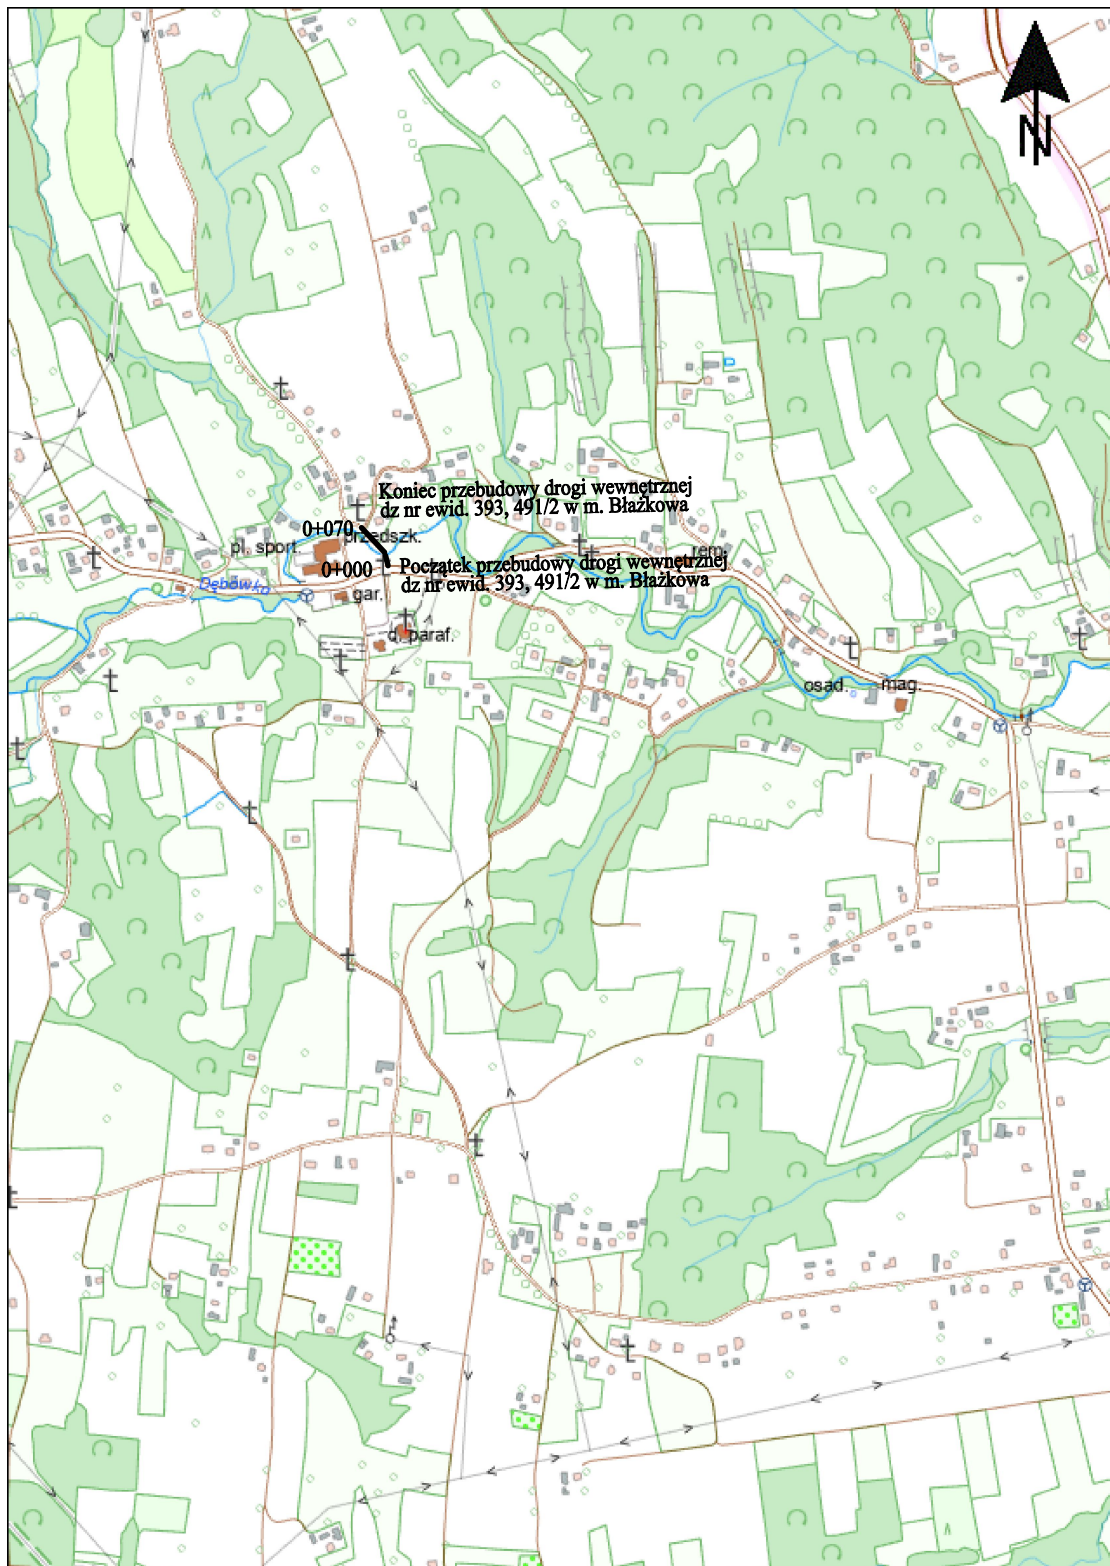 N
Koniec przebudowy drogi wewnętrznej
dz nr ewid. 393, 491/2 w m. Błażkowa
0+070
przedszk.
pl. sport.
rem.
0+000
Początek przebudowy drogi wewnętrznej
dz nr ewid. 393, 491/2 w m. Błażkowa
Dębówka
gar.
d. paraf.
osad.
mag.